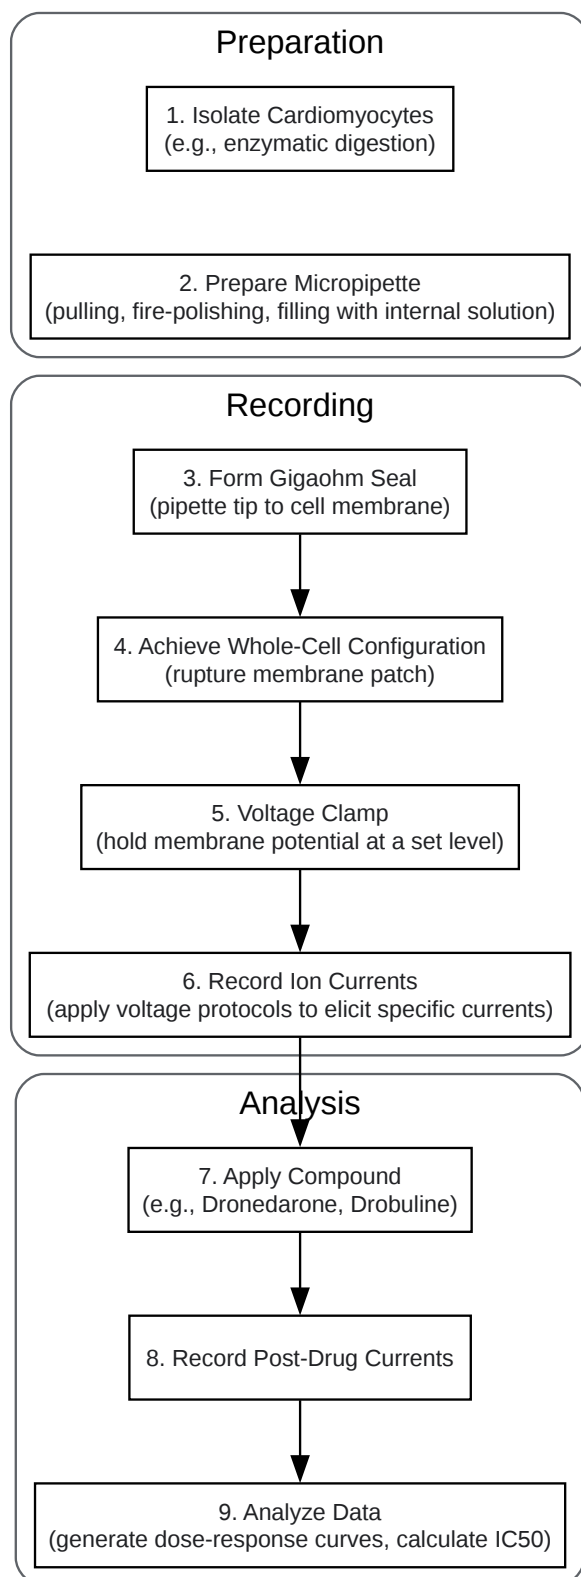 Preparation
1. Isolate Cardiomyocytes
(e.g., enzymatic digestion)
2. Prepare Micropipette
(pulling, fire-polishing, filling with internal solution)
Recording
3. Form Gigaohm Seal
(pipette tip to cell membrane)
4. Achieve Whole-Cell Configuration
(rupture membrane patch)
5. Voltage Clamp
(hold membrane potential at a set level)
6. Record Ion Currents
(apply voltage protocols to elicit specific currents)
Analysis
7. Apply Compound
(e.g., Dronedarone, Drobuline)
8. Record Post-Drug Currents
9. Analyze Data
(generate dose-response curves, calculate IC50)